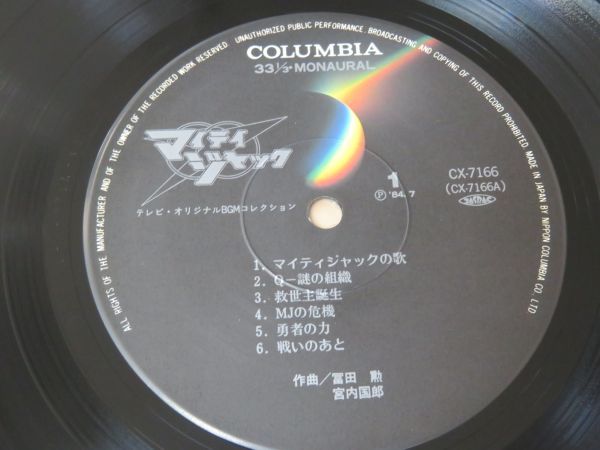 ALL RIGHTS OF THE MANUFACTURER AND OF THE OWNER OF THE RECORDED WORK RESERVED UNAUTHORIZED PUBLIC PERFORMANCE, BROADCASTING AND COPYING OF THIS RECORD PROHIBITED MADE IN JAPAN BY NIPPON COLUMBIA CO., LTD
COLUMBIA
33 1/3・MONAURAL
マイティ
ジャック
テレビ・オリジナルBGMコレクション
1
Ⓟ '84. 7
CX-7166
(CX-7166A)
1. マイティジャックの歌
2. Q−謎の組織
3. 救世主誕生
4. MJの危機
5. 勇者の力
6. 戦いのあと
作曲／冨田 勲
宮内国郎